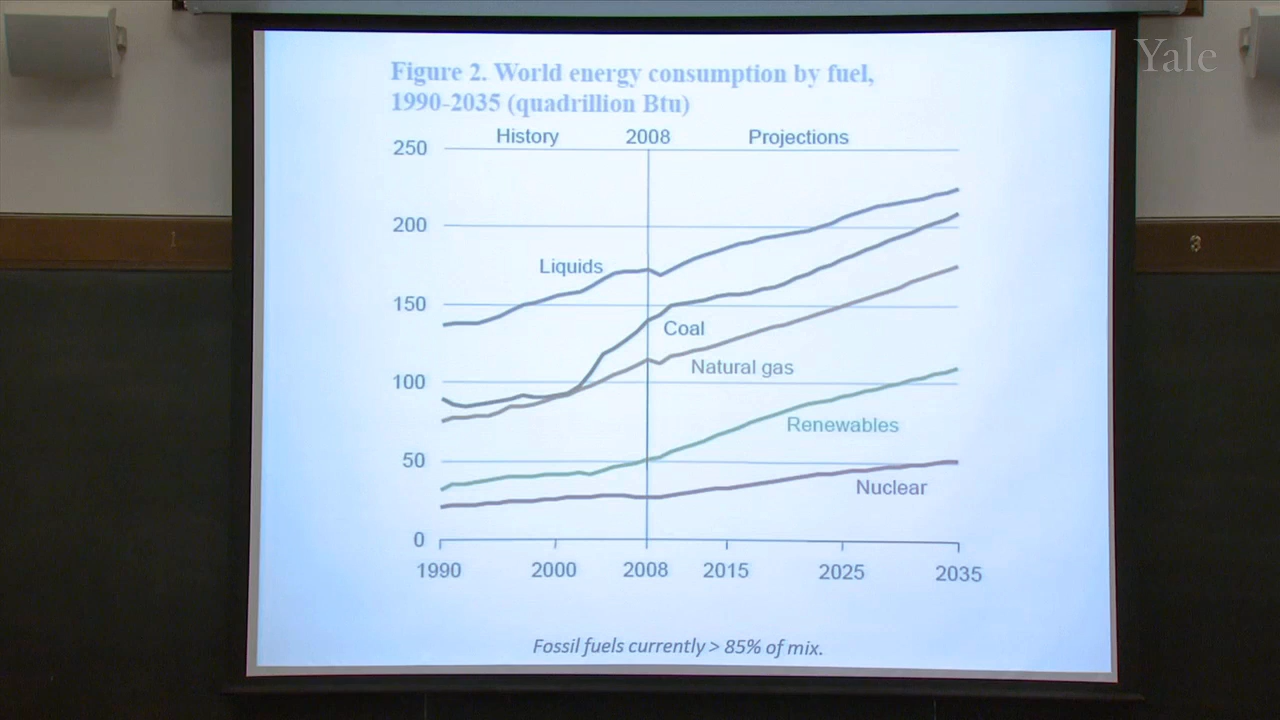 Yale
Figure 2. World energy consumption by fuel,
1990-2035 (quadrillion Btu)
History 2008 Projections
250
200
Liquids
150
Coal
Natural gas
100
Renewables
50
Nuclear
0
1990 2000 2008 2015 2025 2035
Fossil fuels currently > 85% of mix.
1
3